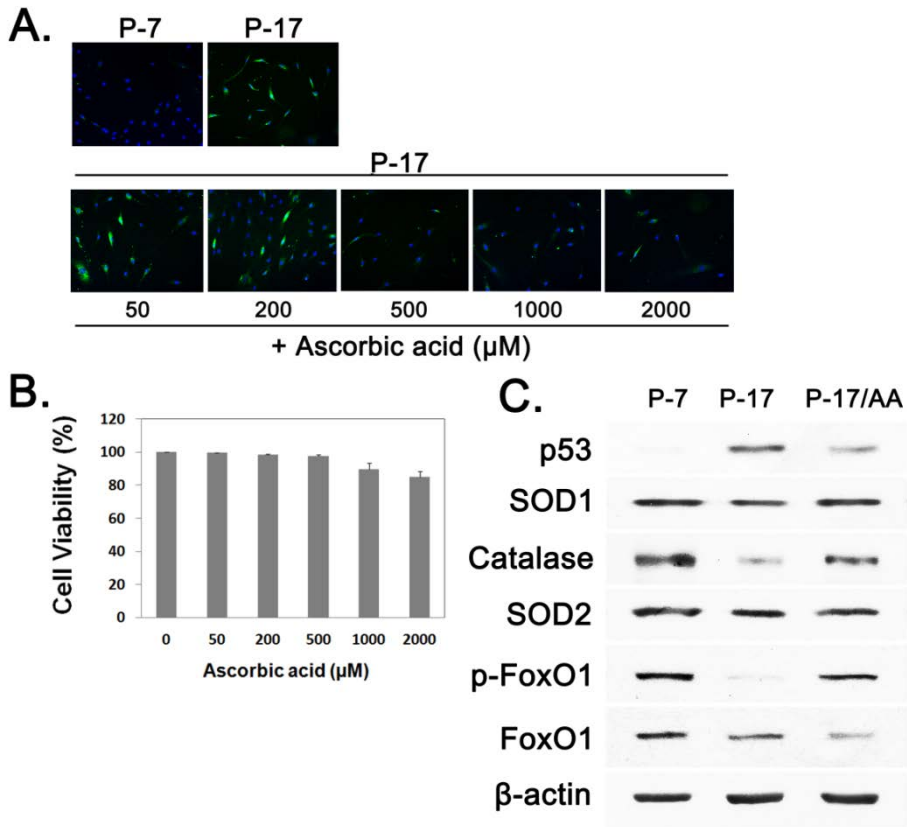 A.
P-7 P-17
P-17
50 200 500 1000 2000
+ Ascorbic acid (µM)
B.
Cell Viability (%)
120
100
80
60
40
20
0
0 50 200 500 1000 2000
Ascorbic acid (µM)
C.
P-7 P-17 P-17/AA
p53
SOD1
Catalase
SOD2
p-FoxO1
FoxO1
β-actin